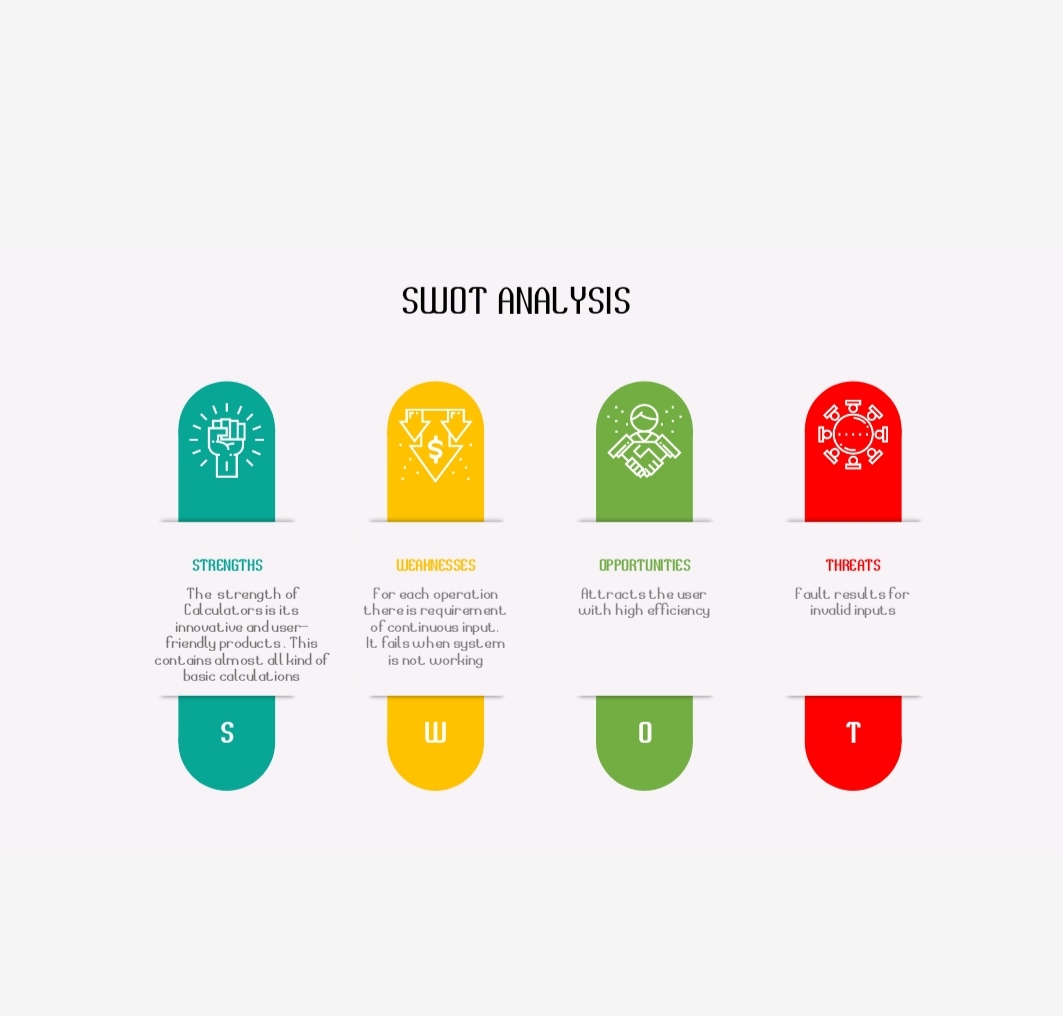 SWOT ANALYSIS
STRENGTHS
The strength of
Calculators is its
innovative and user-
friendly products. This
contains almost all kind of
basic calculations
WEAKNESSES
For each operation
there is requirement
of continuous input.
It fails when system
is not working
OPPORTUNITIES
Attracts the user
with high efficiency
THREATS
Fault results for
invalid inputs
$
S
W
O
T